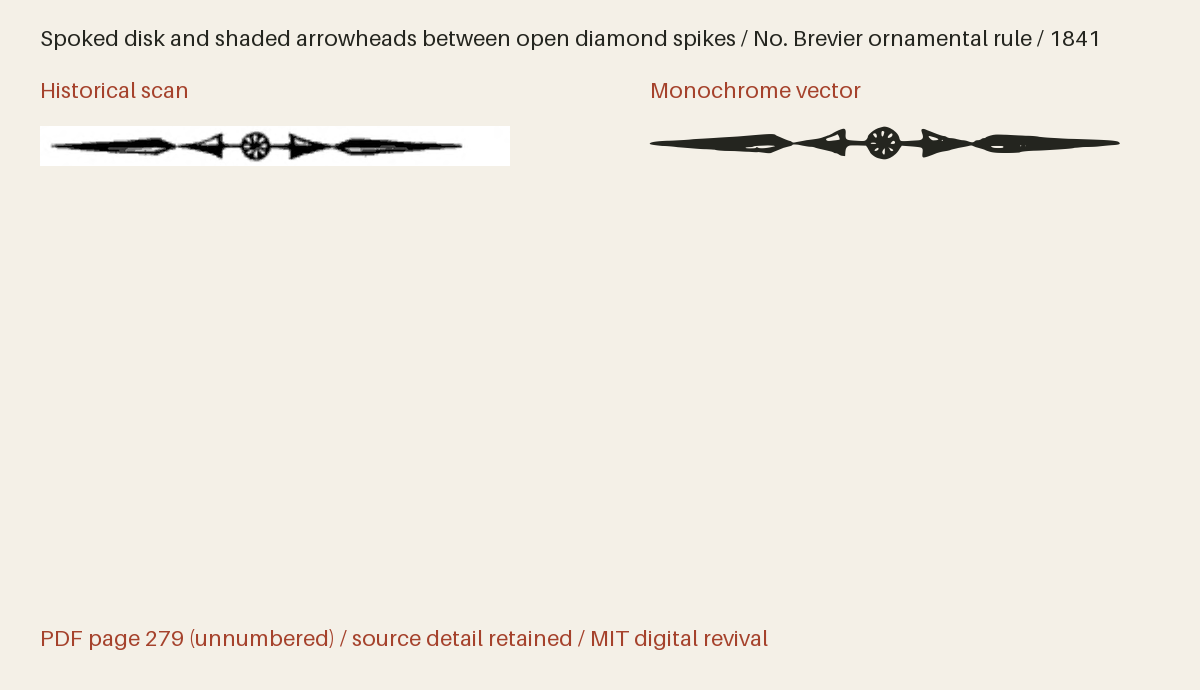 Spoked disk and shaded arrowheads between open diamond spikes / No. Brevier ornamental rule / 1841
Historical scan
Monochrome vector
PDF page 279 (unnumbered) / source detail retained / MIT digital revival